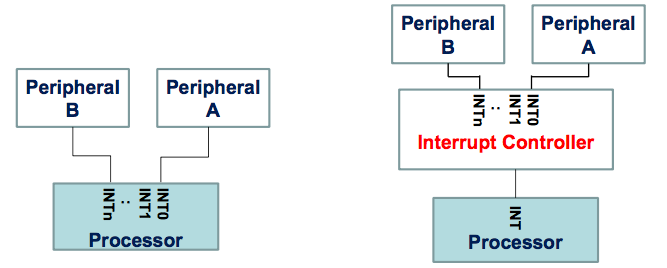 Peripheral
B
Peripheral
A
INTn
:
INT1
INT0
Processor
Peripheral
B
Peripheral
A
INTn
:
INT1
INT0
Interrupt Controller
INT
Processor